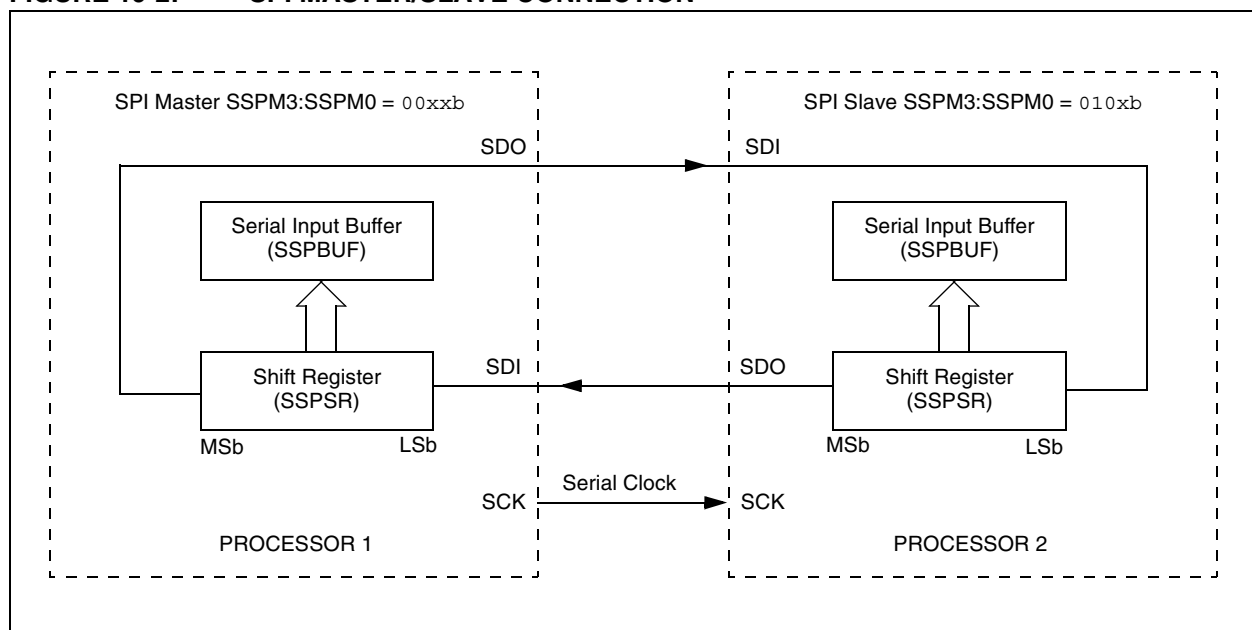 SPI Master SSPM3:SSPM0 = 00xxb
SPI Slave SSPM3:SSPM0 = 010xb
SDO
SDI
Serial Input Buffer
(SSPBUF)
Serial Input Buffer
(SSPBUF)
SDI
SDO
Shift Register
(SSPSR)
Shift Register
(SSPSR)
MSb
LSb
MSb
LSb
Serial Clock
SCK
SCK
PROCESSOR 1
PROCESSOR 2